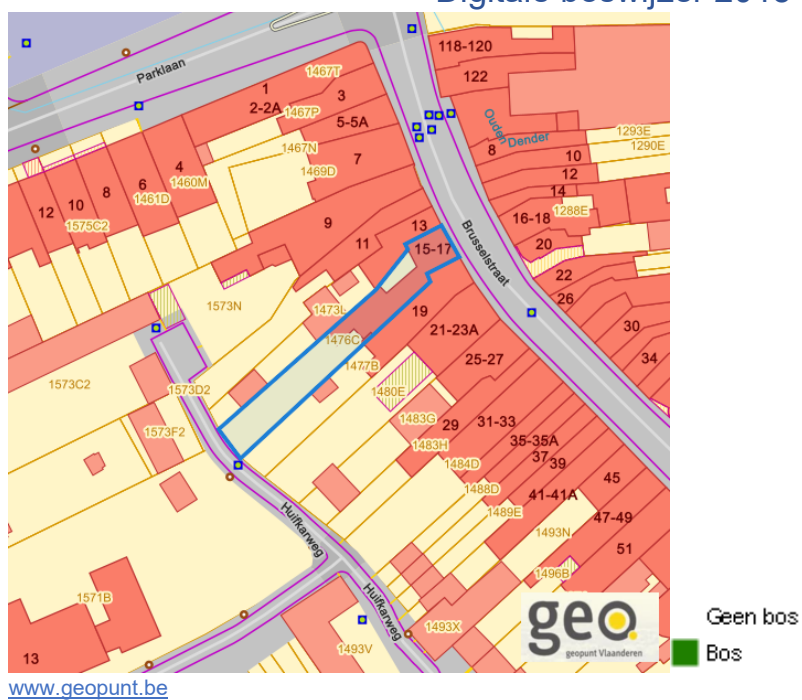 Parklaan
118-120
122
1467T
1
3
2-2A
1467P
5-5A
Ouden Dender
1293E
1290E
1467N
7
8
10
4
1469D
12
6
1460M
14
8
1461D
10
16-18
1288E
12
1575C2
9
13
Brusselstraat
20
11
15-17
22
26
1573N
1473L
19
30
1476C
21-23A
34
25-27
1477B
1573C2
1573D2
1480E
1483G
29
31-33
1573F2
1483H
35-35A
37
39
1484D
45
1488D
41-41A
1489E
47-49
Huifkarweg
1493N
51
1496B
1571B
Huifkarweg
1493X
13
1493V
geo
geopunt Vlaanderen
Geen bos
Bos
www.geopunt.be